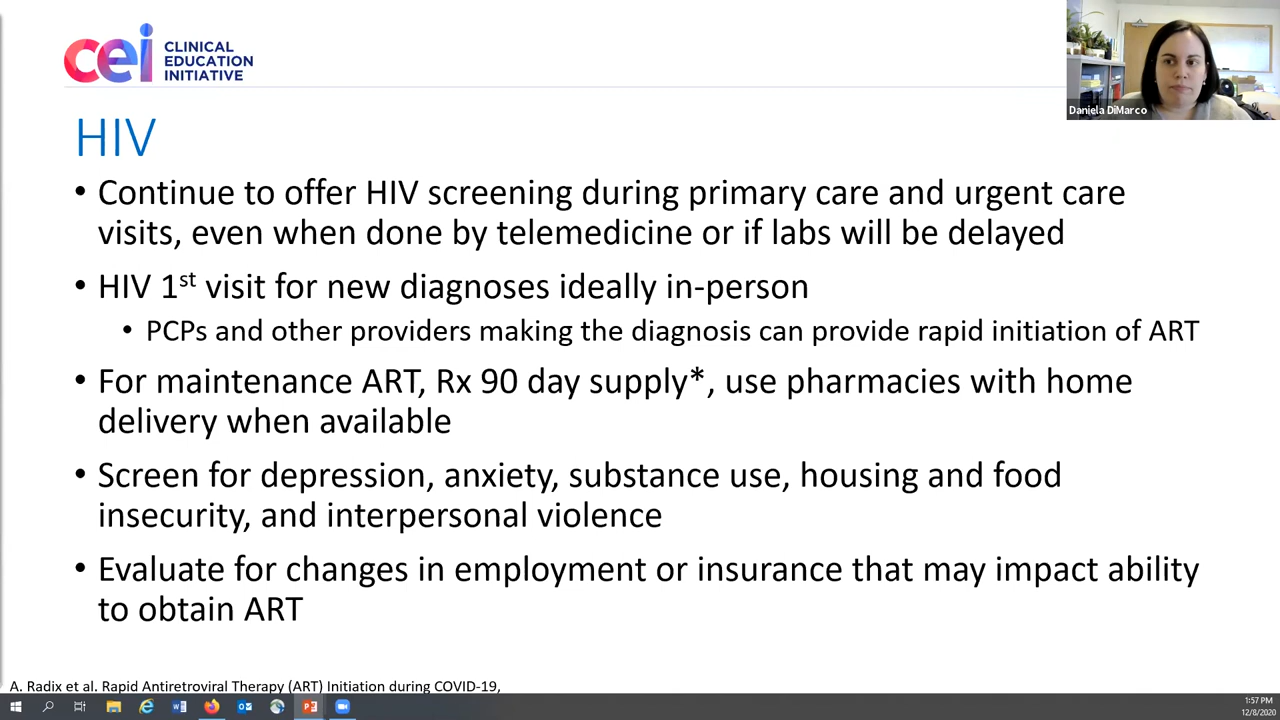 cei CLINICAL
EDUCATION
INITIATIVE
Daniela DiMarco
HIV
• Continue to offer HIV screening during primary care and urgent care
visits, even when done by telemedicine or if labs will be delayed
• HIV 1st visit for new diagnoses ideally in-person
• PCPs and other providers making the diagnosis can provide rapid initiation of ART
• For maintenance ART, Rx 90 day supply*, use pharmacies with home
delivery when available
• Screen for depression, anxiety, substance use, housing and food
insecurity, and interpersonal violence
• Evaluate for changes in employment or insurance that may impact ability
to obtain ART
A. Radix et al. Rapid Antiretroviral Therapy (ART) Initiation during COVID-19,
1:57 PM
12/8/2020